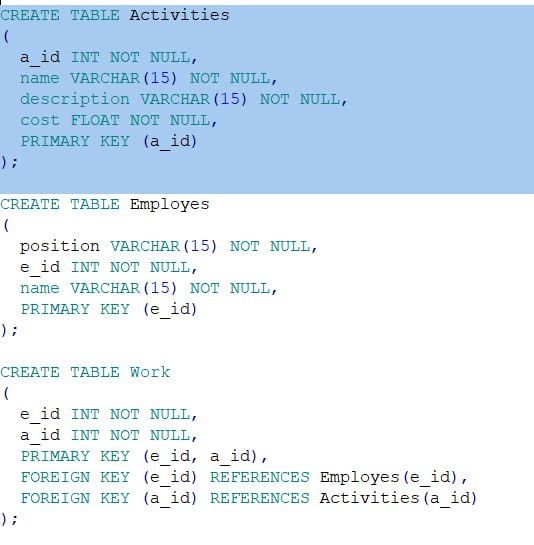 CREATE TABLE Activities
(
  a_id INT NOT NULL,
  name VARCHAR(15) NOT NULL,
  description VARCHAR(15) NOT NULL,
  cost FLOAT NOT NULL,
  PRIMARY KEY (a_id)
);
CREATE TABLE Employes
(
  position VARCHAR(15) NOT NULL,
  e_id INT NOT NULL,
  name VARCHAR(15) NOT NULL,
  PRIMARY KEY (e_id)
);
CREATE TABLE Work
(
  e_id INT NOT NULL,
  a_id INT NOT NULL,
  PRIMARY KEY (e_id, a_id),
  FOREIGN KEY (e_id) REFERENCES Employes(e_id),
  FOREIGN KEY (a_id) REFERENCES Activities(a_id)
);